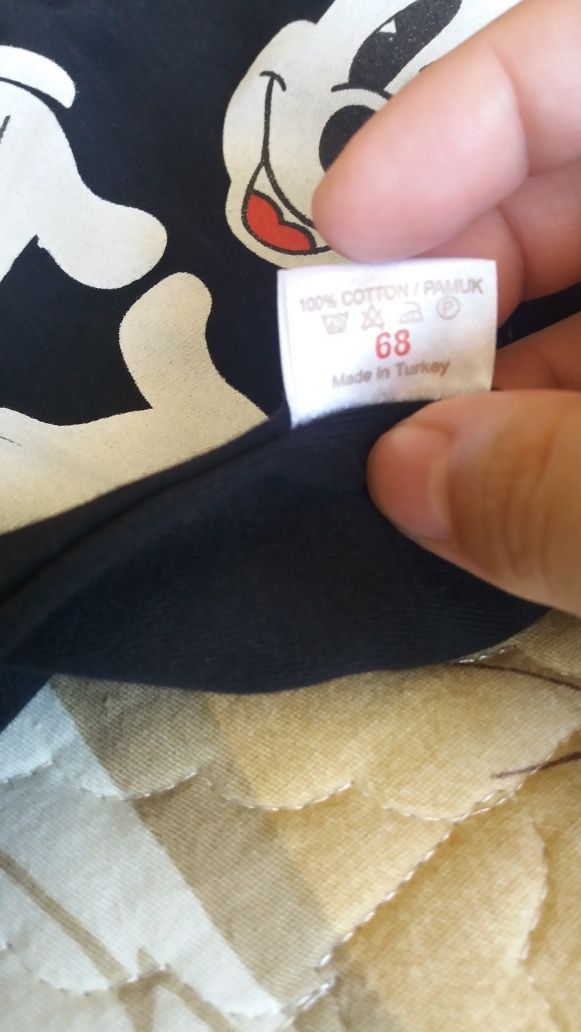 100% COTTON / PAMUK
P
68
Made in Turkey